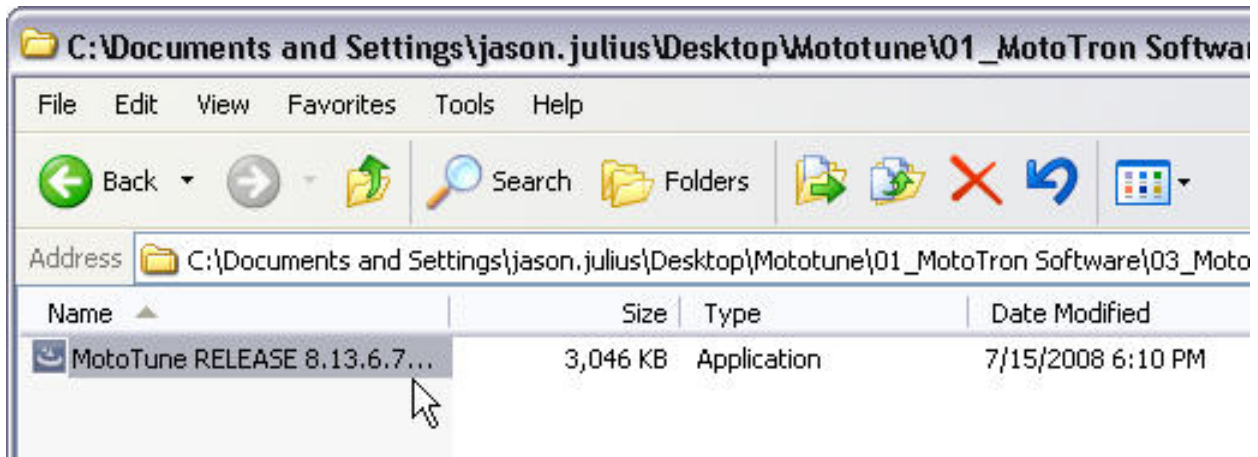 C:\Documents and Settings\jason.julius\Desktop\Mototune\01_MotoTron Softwar
File Edit View Favorites Tools Help
Back Search Folders
Address C:\Documents and Settings\jason.julius\Desktop\Mototune\01_MotoTron Software\03_Moto
Name Size Type Date Modified
MotoTune RELEASE 8.13.6.7... 3,046 KB Application 7/15/2008 6:10 PM